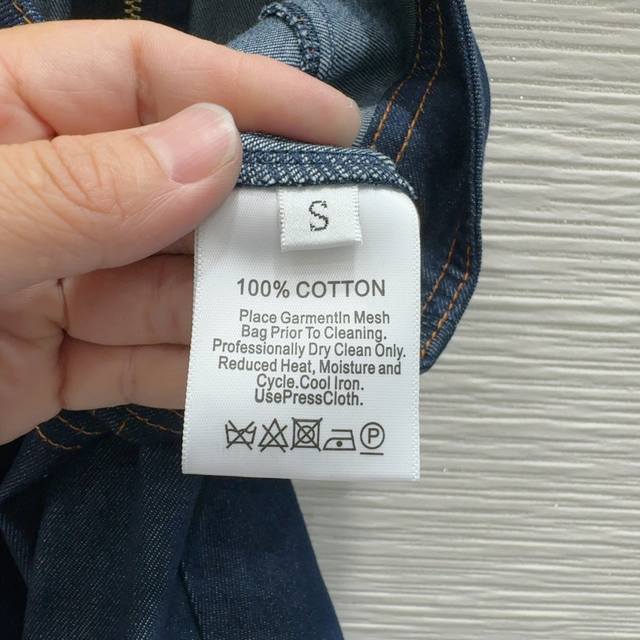 S
100% COTTON
Place GarmentIn Mesh
Bag Prior To Cleaning.
Professionally Dry Clean Only.
Reduced Heat, Moisture and
Cycle.Cool Iron.
UsePressCloth.
P